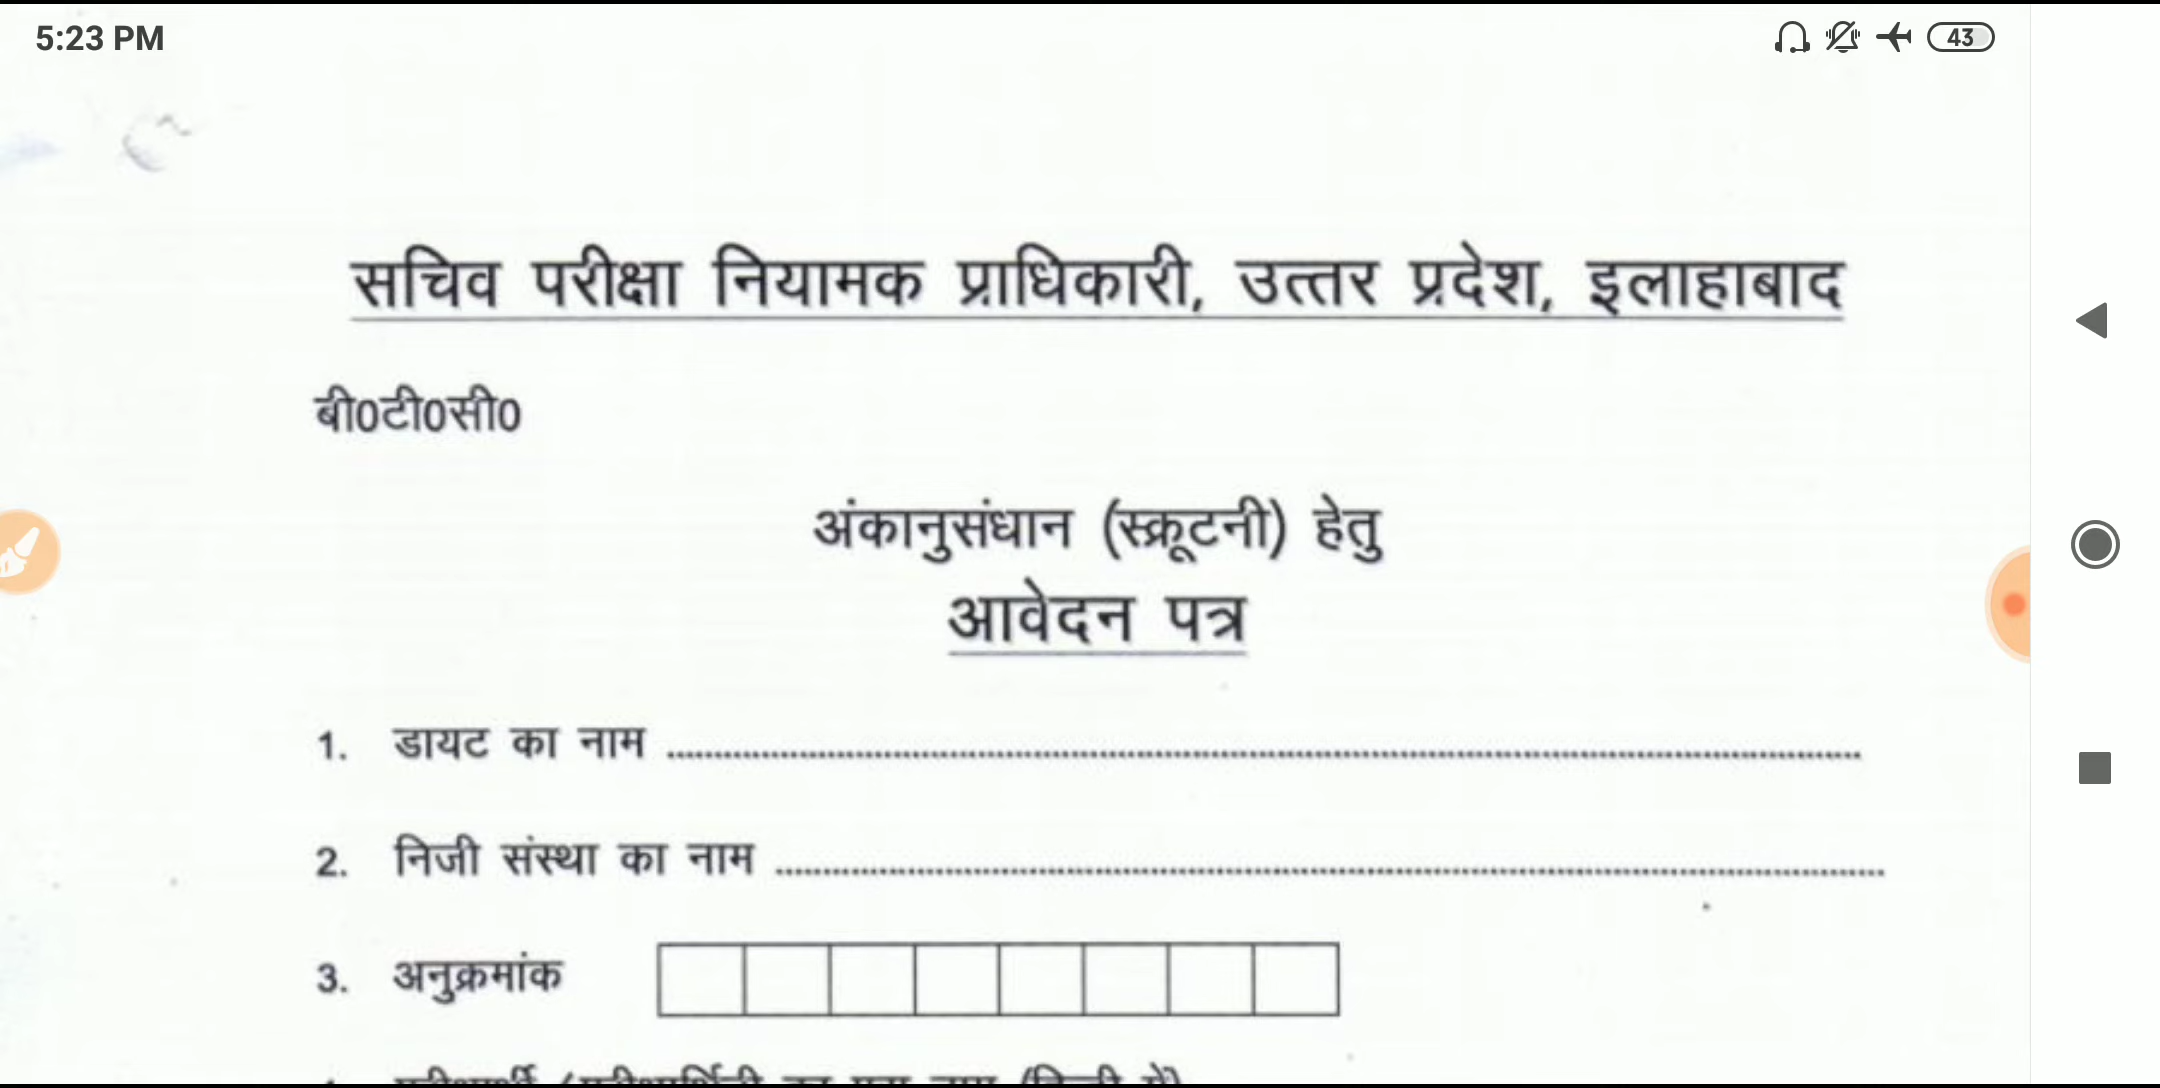 5:23 PM
43
सचिव परीक्षा नियामक प्राधिकारी, उत्तर प्रदेश, इलाहाबाद
बी0टी0सी0
अंकानुसंधान (स्क्रूटनी) हेतु
आवेदन पत्र
1. डायट का नाम ........................................................................
2. निजी संस्था का नाम ........................................................................
3. अनुक्रमांक